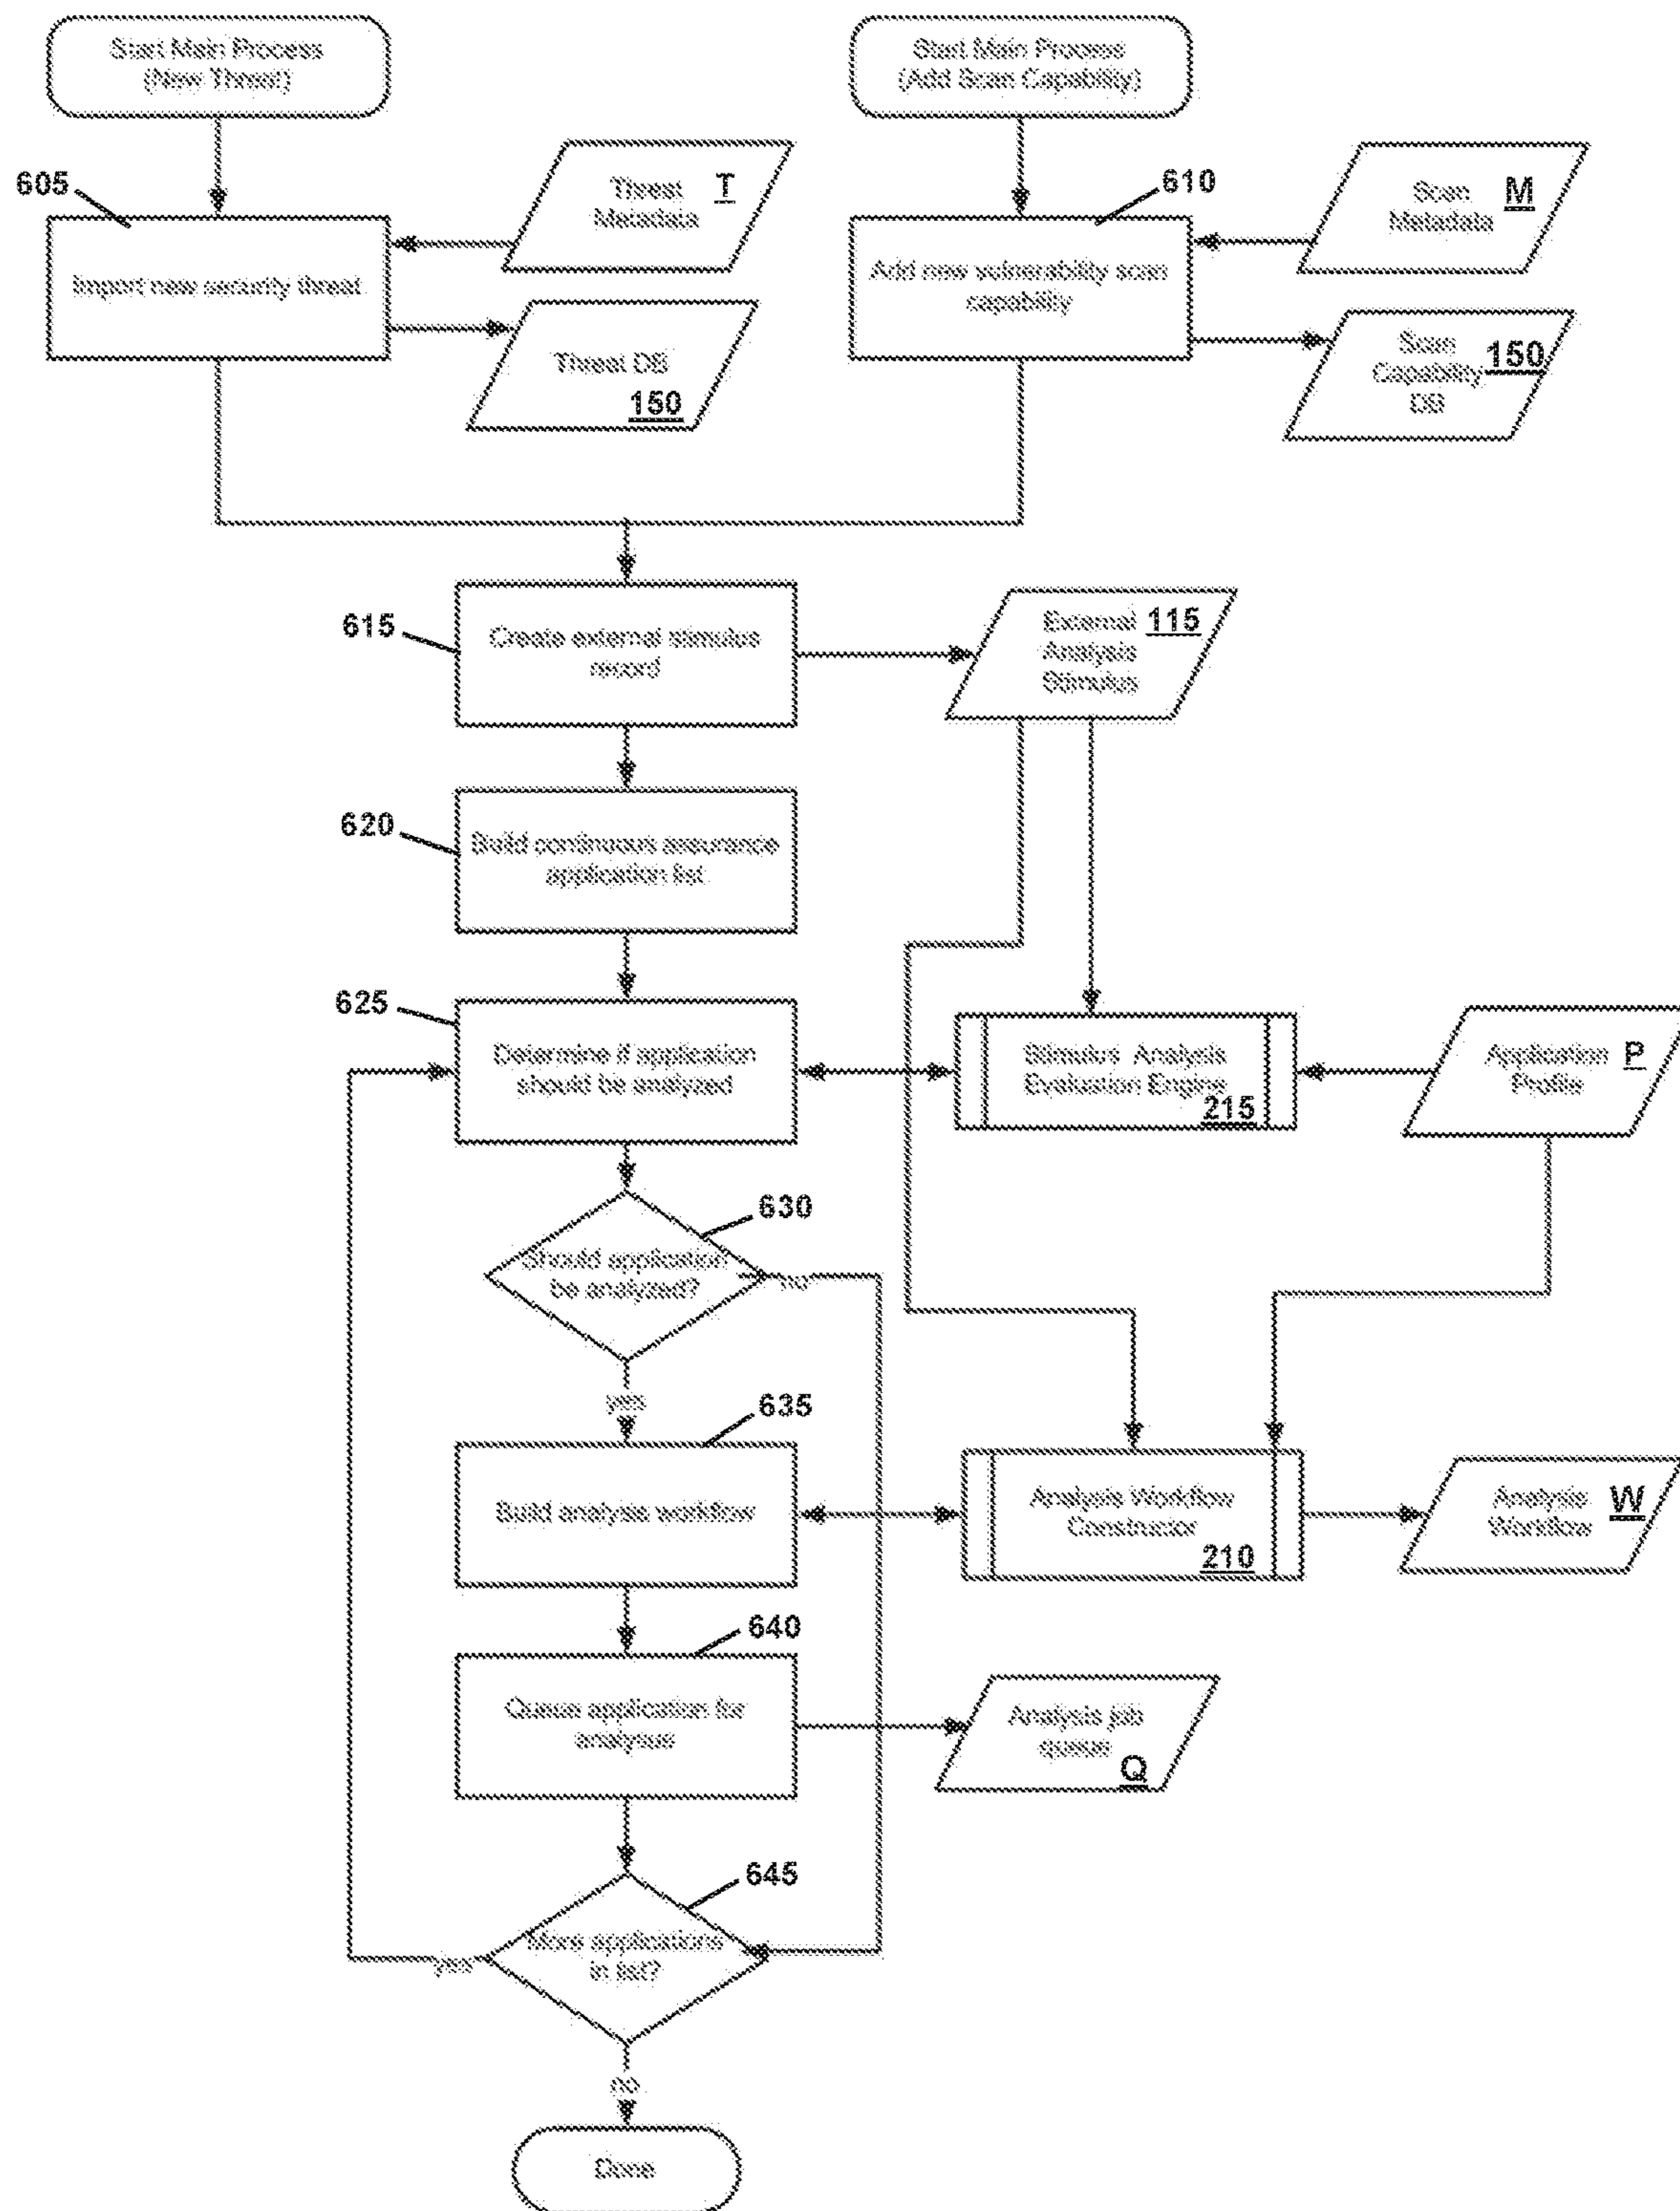 Start Main Process
(New Threat)
Start Main Process
(Add Scan Capability)
605
Threat T
Metadata
610
Scan M
Metadata
Import new security threat
Add new vulnerability scan
capability
Threat DB
150
Scan
Capability 150
DB
615
Create external stimulus
record
External 115
Analysis
Stimulus
620
Build continuous assurance
application list
625
Determine if application
should be analyzed
Stimulus Analysis
Evaluation Engine
215
Application P
Profile
630
Should application
be analyzed?
no
yes
635
Build analysis workflow
Analysis Workflow
Constructor
210
Analysis W
Workflow
640
Queue application for
analysus
Analysis job
queue
Q
645
More applications
in list?
yes
no
Done